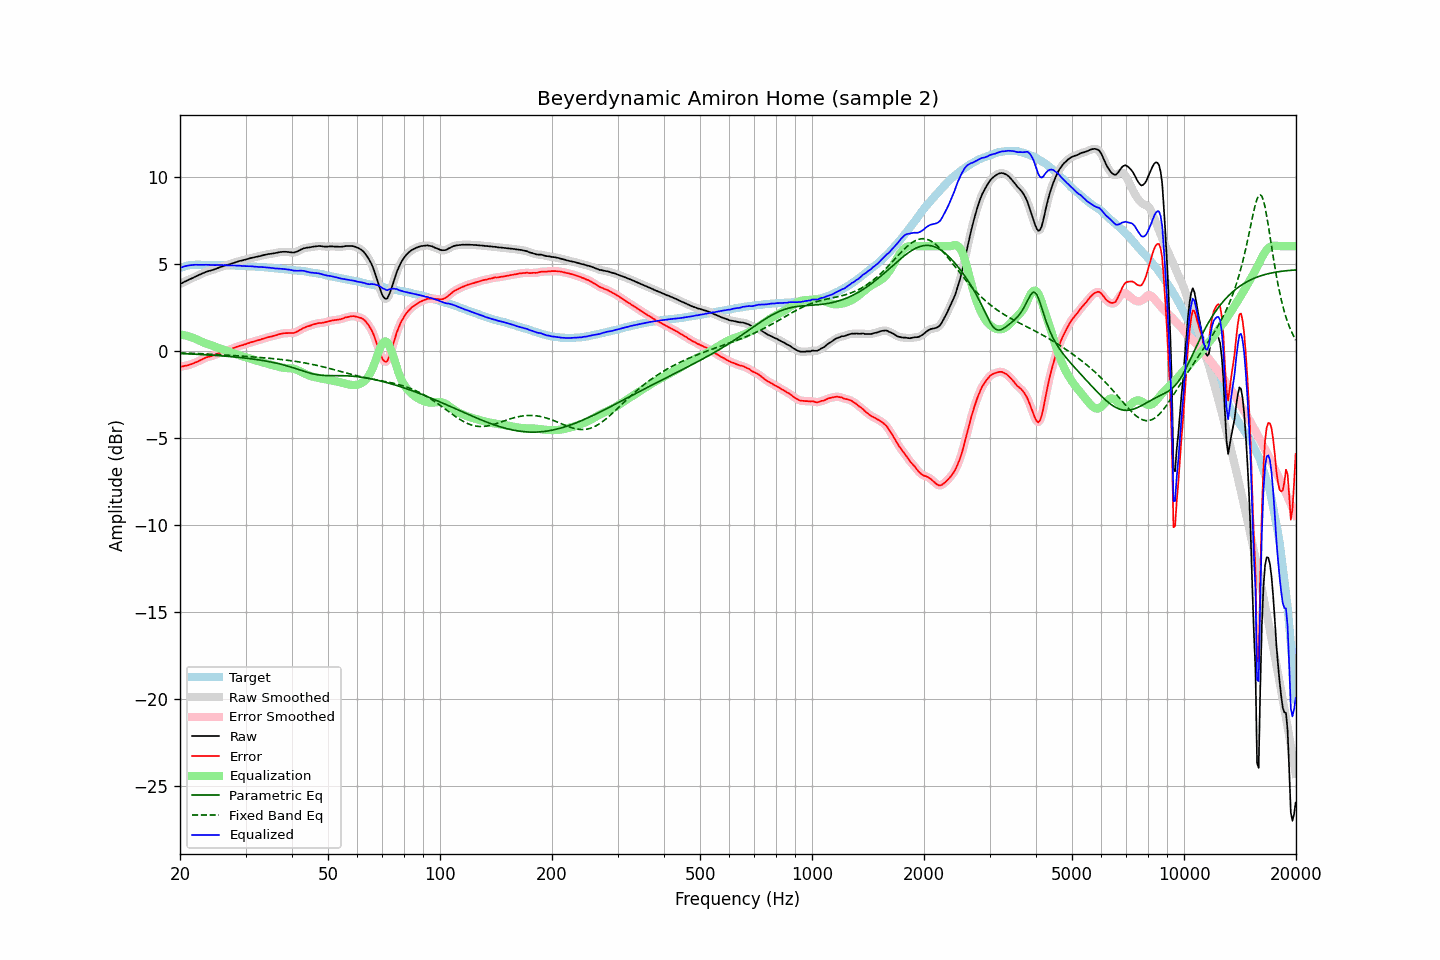 Beyerdynamic Amiron Home (sample 2)
Amplitude (dBr)
10
5
0
−5
−10
−15
−20
−25
Target
Raw Smoothed
Error Smoothed
Raw
Error
Equalization
Parametric Eq
Fixed Band Eq
Equalized
20 50 100 200 500 1000 2000 5000 10000 20000
Frequency (Hz)